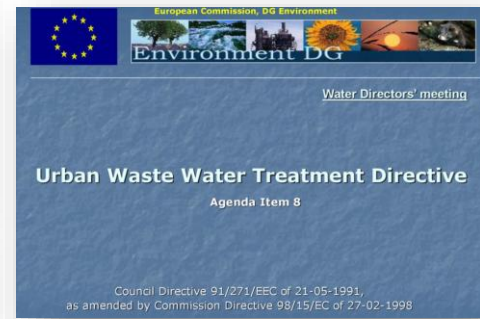 European Commission, DG Environment
Environment DG
Water Directors' meeting
Urban Waste Water Treatment Directive
Agenda Item 8
Council Directive 91/271/EEC of 21-05-1991,
as amended by Commission Directive 98/15/EC of 27-02-1998